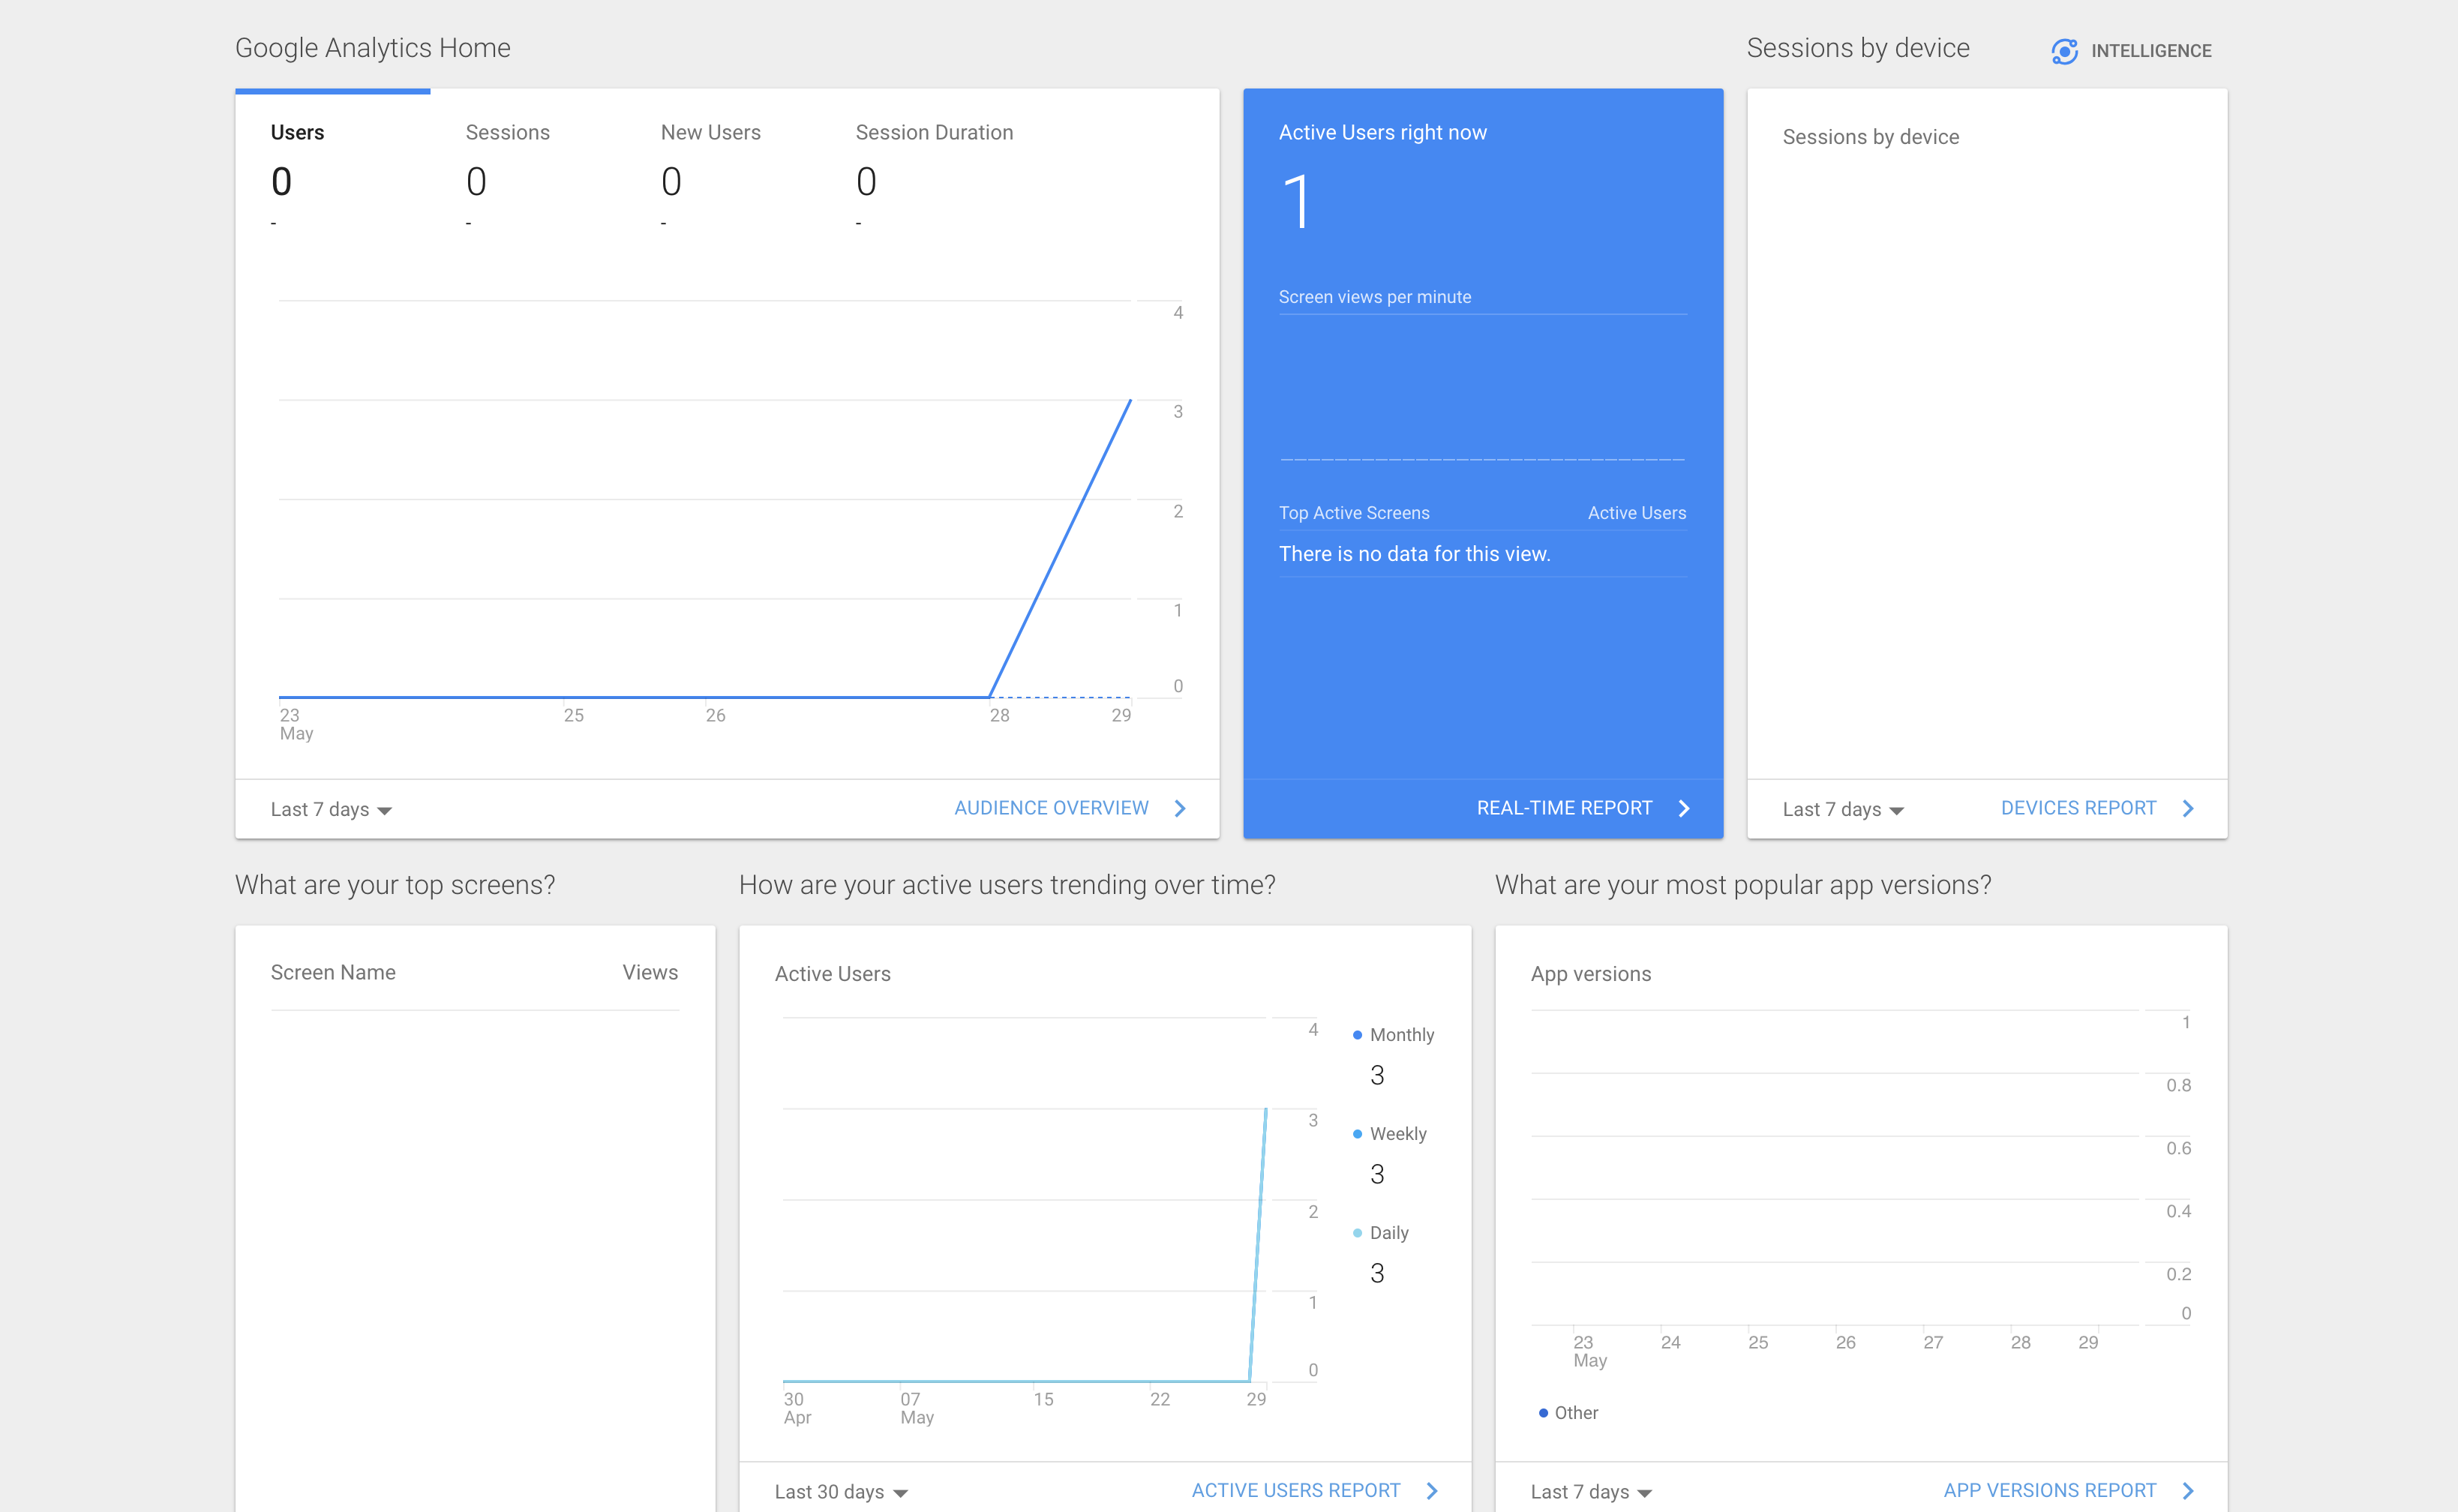 Google Analytics Home
Sessions by device
INTELLIGENCE
Users
Sessions
New Users
Session Duration
0
0
0
0
-
-
-
-
4
3
2
1
0
23
May
25
26
28
29
Last 7 days
AUDIENCE OVERVIEW
Active Users right now
1
Screen views per minute
Top Active Screens
Active Users
There is no data for this view.
REAL-TIME REPORT
Sessions by device
Last 7 days
DEVICES REPORT
What are your top screens?
Screen Name
Views
How are your active users trending over time?
Active Users
4
3
2
1
0
30
Apr
07
May
15
22
29
Monthly
3
Weekly
3
Daily
3
Last 30 days
ACTIVE USERS REPORT
What are your most popular app versions?
App versions
1
0.8
0.6
0.4
0.2
0
23
May
24
25
26
27
28
29
Other
Last 7 days
APP VERSIONS REPORT